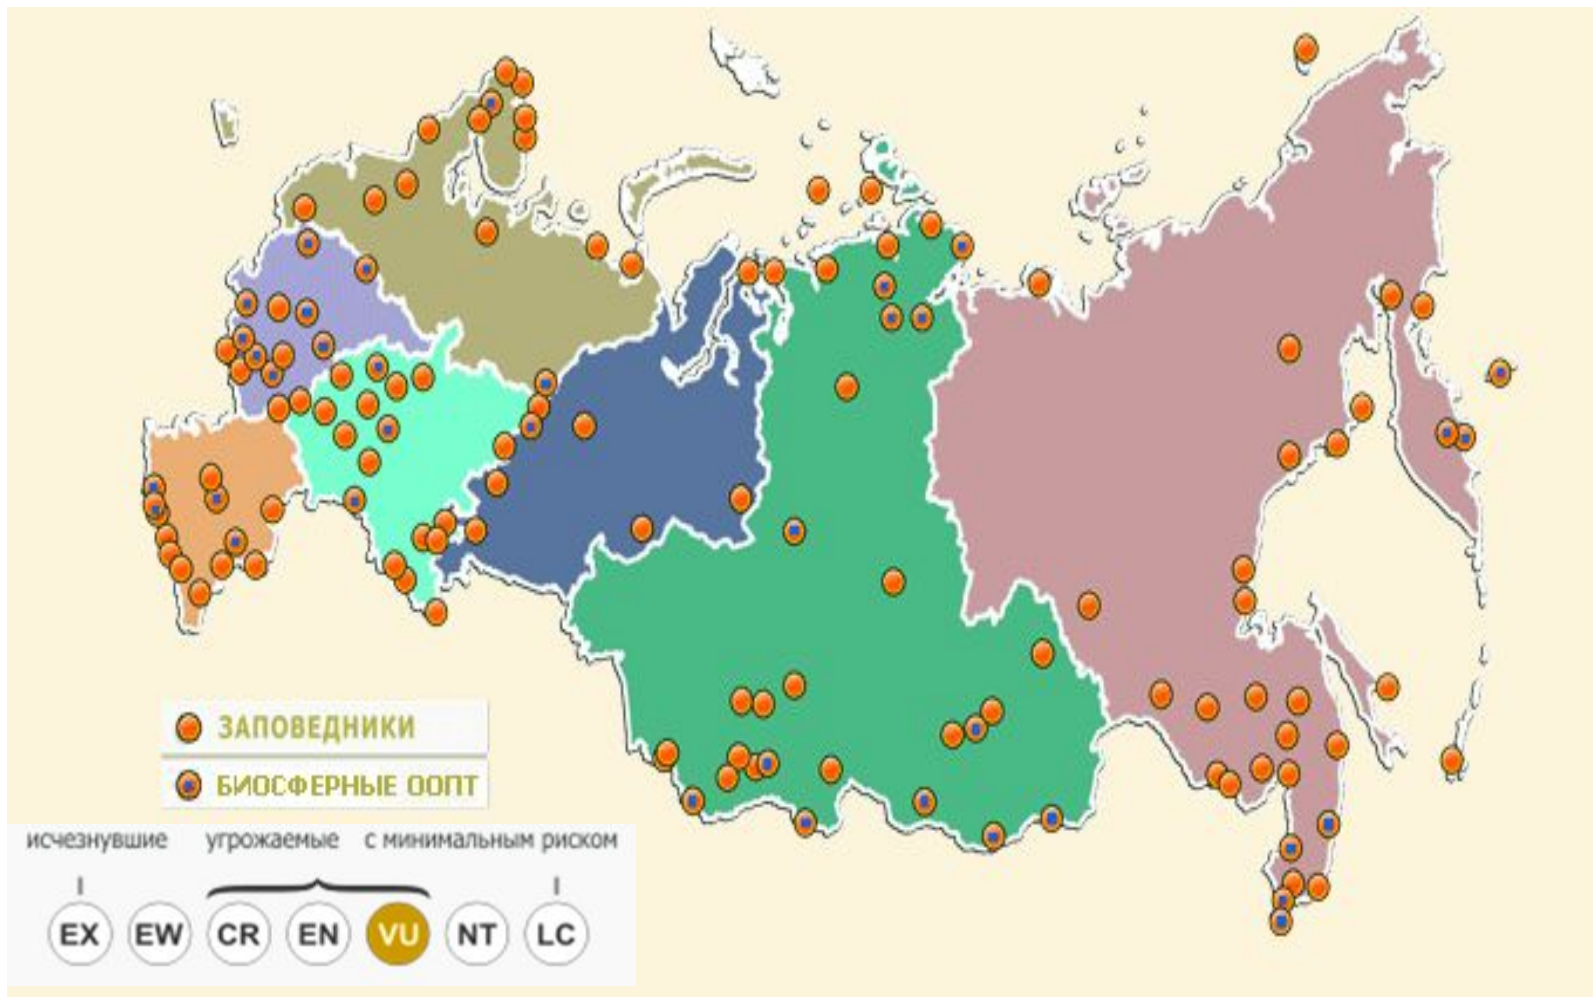 ЗАПОВЕДНИКИ
БИОСФЕРНЫЕ ООПТ
исчезнувшие угрожаемые с минимальным риском
EX EW CR EN VU NT LC